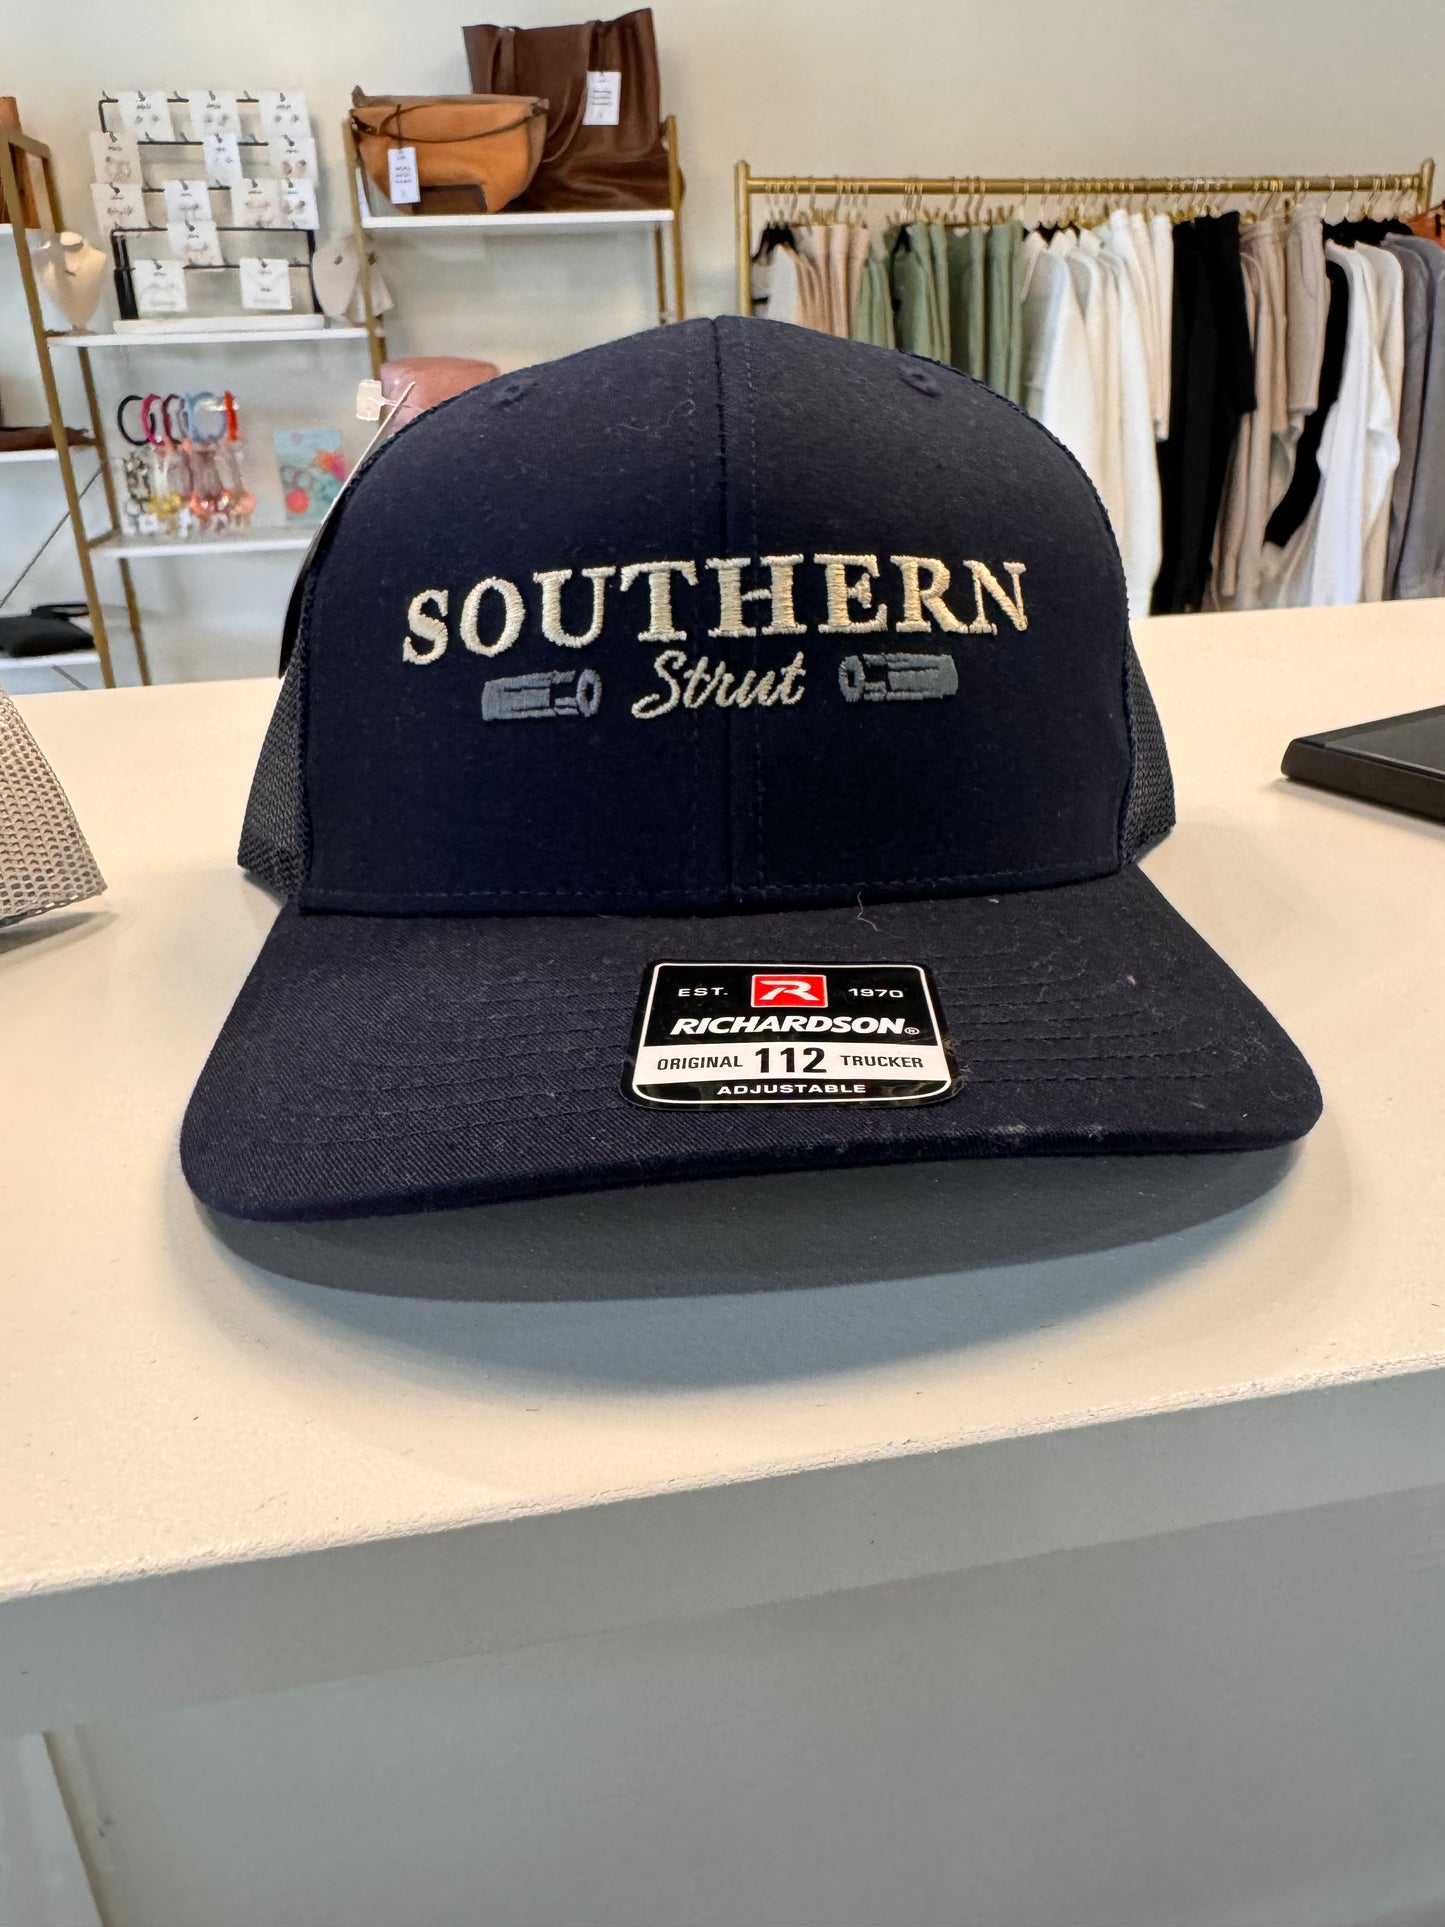 SOUTHERN
Strut
EST. R 1970
RICHARDSON®
ORIGINAL 112 TRUCKER
ADJUSTABLE